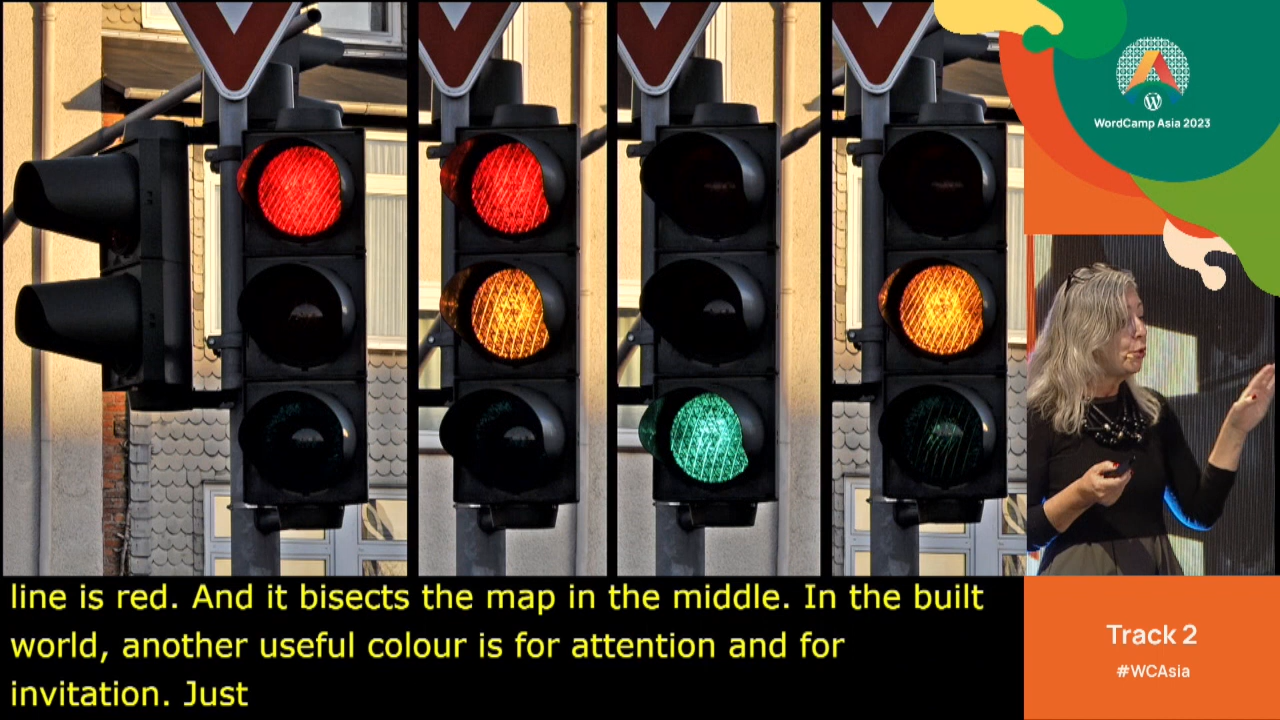 WordCamp Asia 2023
line is red. And it bisects the map in the middle. In the built
world, another useful colour is for attention and for
invitation. Just
Track 2
#WCAsia